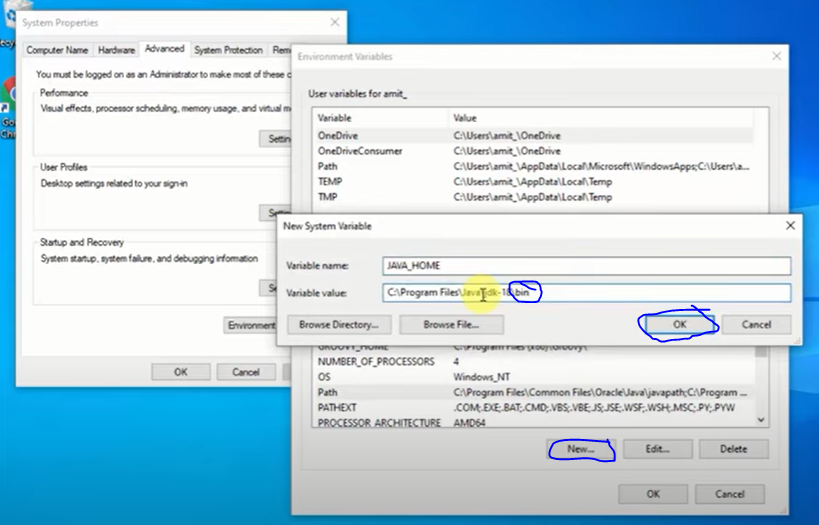 System Properties
Computer Name Hardware Advanced System Protection Rem
You must be logged on as an Administrator to make most of these c
Performance
Visual effects, processor scheduling, memory usage, and virtual m
Settin
User Profiles
Desktop settings related to your sign-in
Se
Startup and Recovery
System startup, system failure, and debugging information
Se
Environment
OK Cancel
Environment Variables
User variables for amit_
Variable Value
OneDrive C:\Users\amit_\OneDrive
OneDriveConsumer C:\Users\amit_\OneDrive
Path C:\Users\amit_\AppData\Local\Microsoft\WindowsApps;C:\Users\a...
TEMP C:\Users\amit_\AppData\Local\Temp
TMP C:\Users\amit_\AppData\Local\Temp
New System Variable
Variable name: JAVA_HOME
Variable value: C:\Program Files\Java\jdk-18\bin
Browse Directory... Browse File... OK Cancel
GROOVY_HOME C:\Program Files (x86)\Groovy\
NUMBER_OF_PROCESSORS 4
OS Windows_NT
Path C:\Program Files\Common Files\Oracle\Java\javapath;C:\Program ...
PATHEXT .COM;.EXE;.BAT;.CMD;.VBS;.VBE;.JS;.JSE;.WSF;.WSH;.MSC;.PY;.PYW
PROCESSOR_ARCHITECTURE AMD64
New... Edit... Delete
OK Cancel